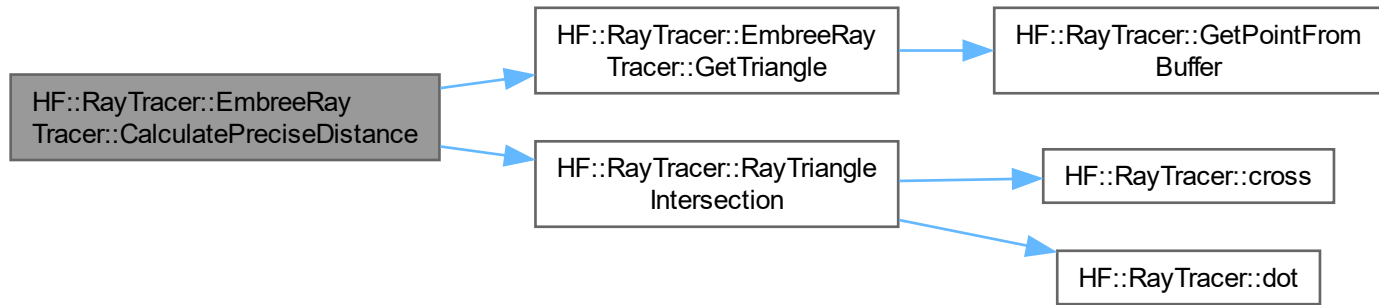 HF::RayTracer::EmbreeRay
Tracer::CalculatePreciseDistance
HF::RayTracer::EmbreeRay
Tracer::GetTriangle
HF::RayTracer::GetPointFrom
Buffer
HF::RayTracer::RayTriangle
Intersection
HF::RayTracer::cross
HF::RayTracer::dot